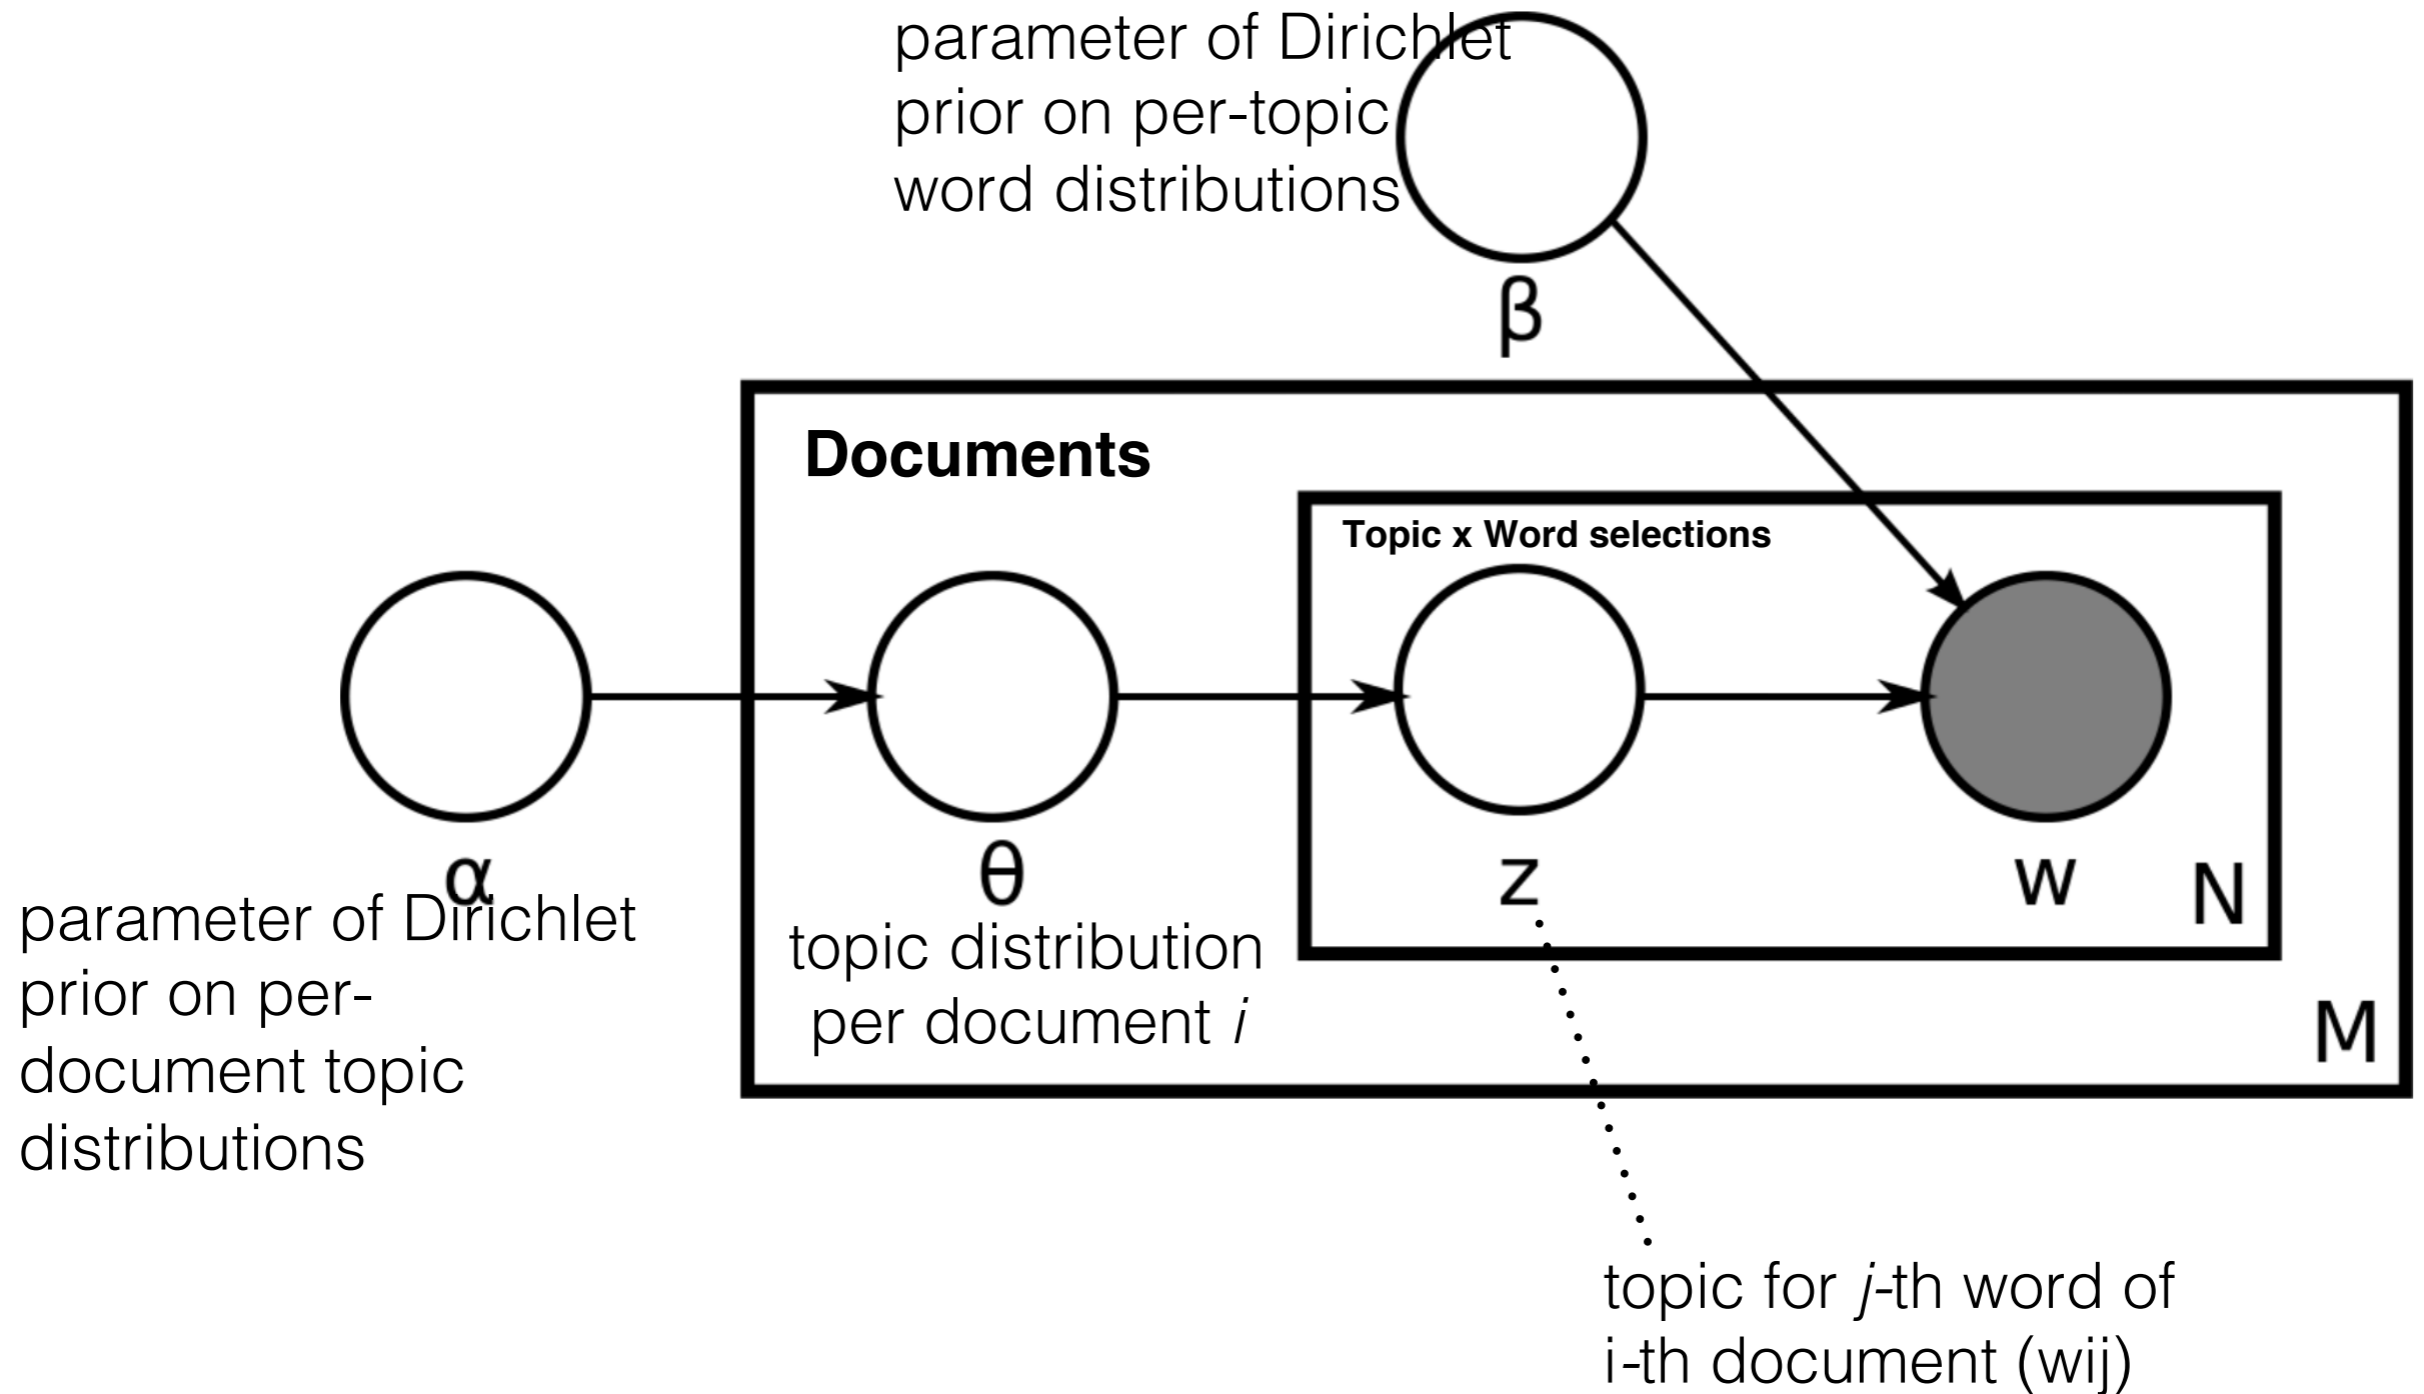 parameter of Dirichlet
prior on per-topic
word distributions
β
Documents
Topic x Word selections
α
θ
z
w
N
parameter of Dirichlet
prior on per-
document topic
distributions
topic distribution
per document i
M
topic for j-th word of
i-th document (wij)